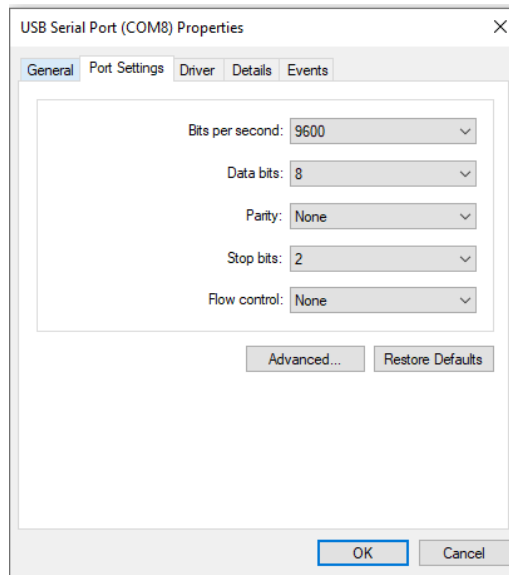 USB Serial Port (COM8) Properties
General Port Settings Driver Details Events
Bits per second: 9600
Data bits: 8
Parity: None
Stop bits: 2
Flow control: None
Advanced... Restore Defaults
OK Cancel